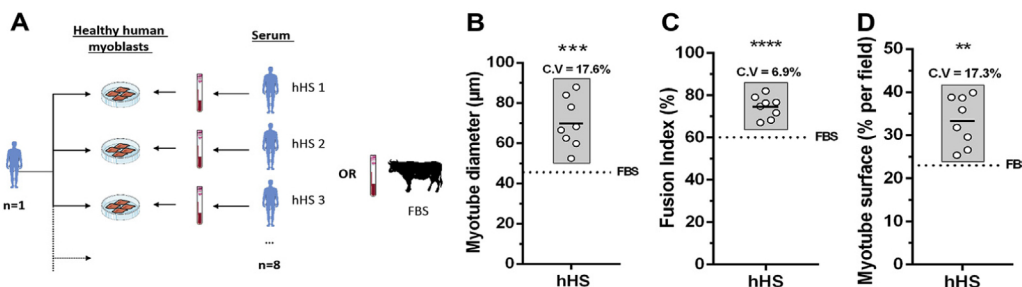 A
Healthy human
myoblasts
Serum
hHS 1
hHS 2
hHS 3
...
n=1
n=8
OR
FBS
B
***
C.V = 17.6%
Myotube diameter (µm)
100
80
60
40
20
0
FBS
hHS
C
****
C.V = 6.9%
Fusion Index (%)
100
80
60
40
20
0
FBS
hHS
D
**
C.V = 17.3%
Myotube surface (% per field)
50
40
30
20
10
0
FBS
hHS